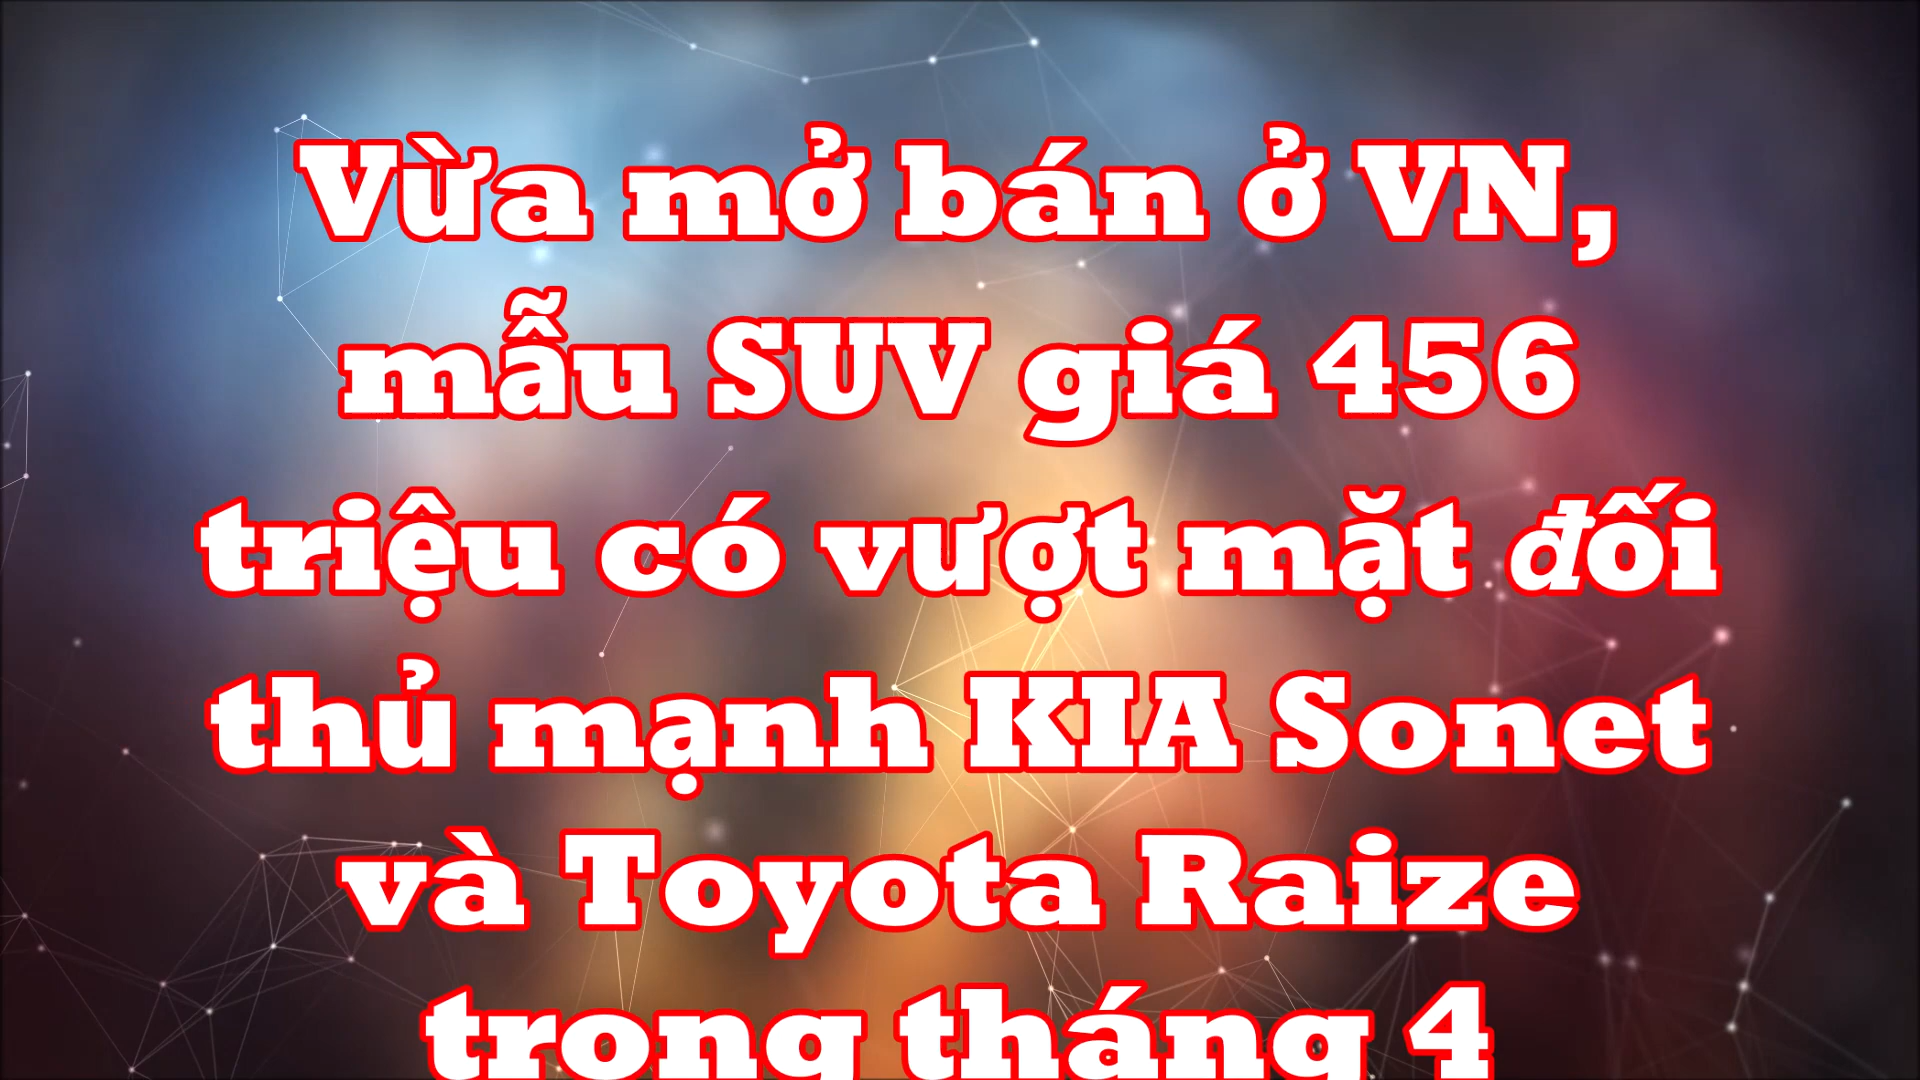 Vừa mở bán ở VN,
mẫu SUV giá 456
triệu có vượt mặt đối
thủ mạnh KIA Sonet
và Toyota Raize
trong tháng 4